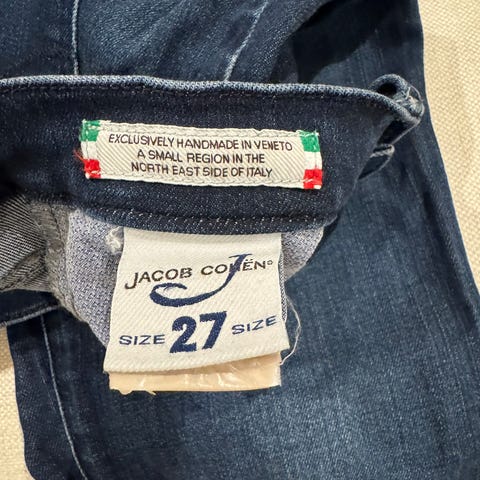 EXCLUSIVELY HANDMADE IN VENETO
A SMALL REGION IN THE
NORTH EAST SIDE OF ITALY
JACOB COHËN®
SIZE 27 SIZE